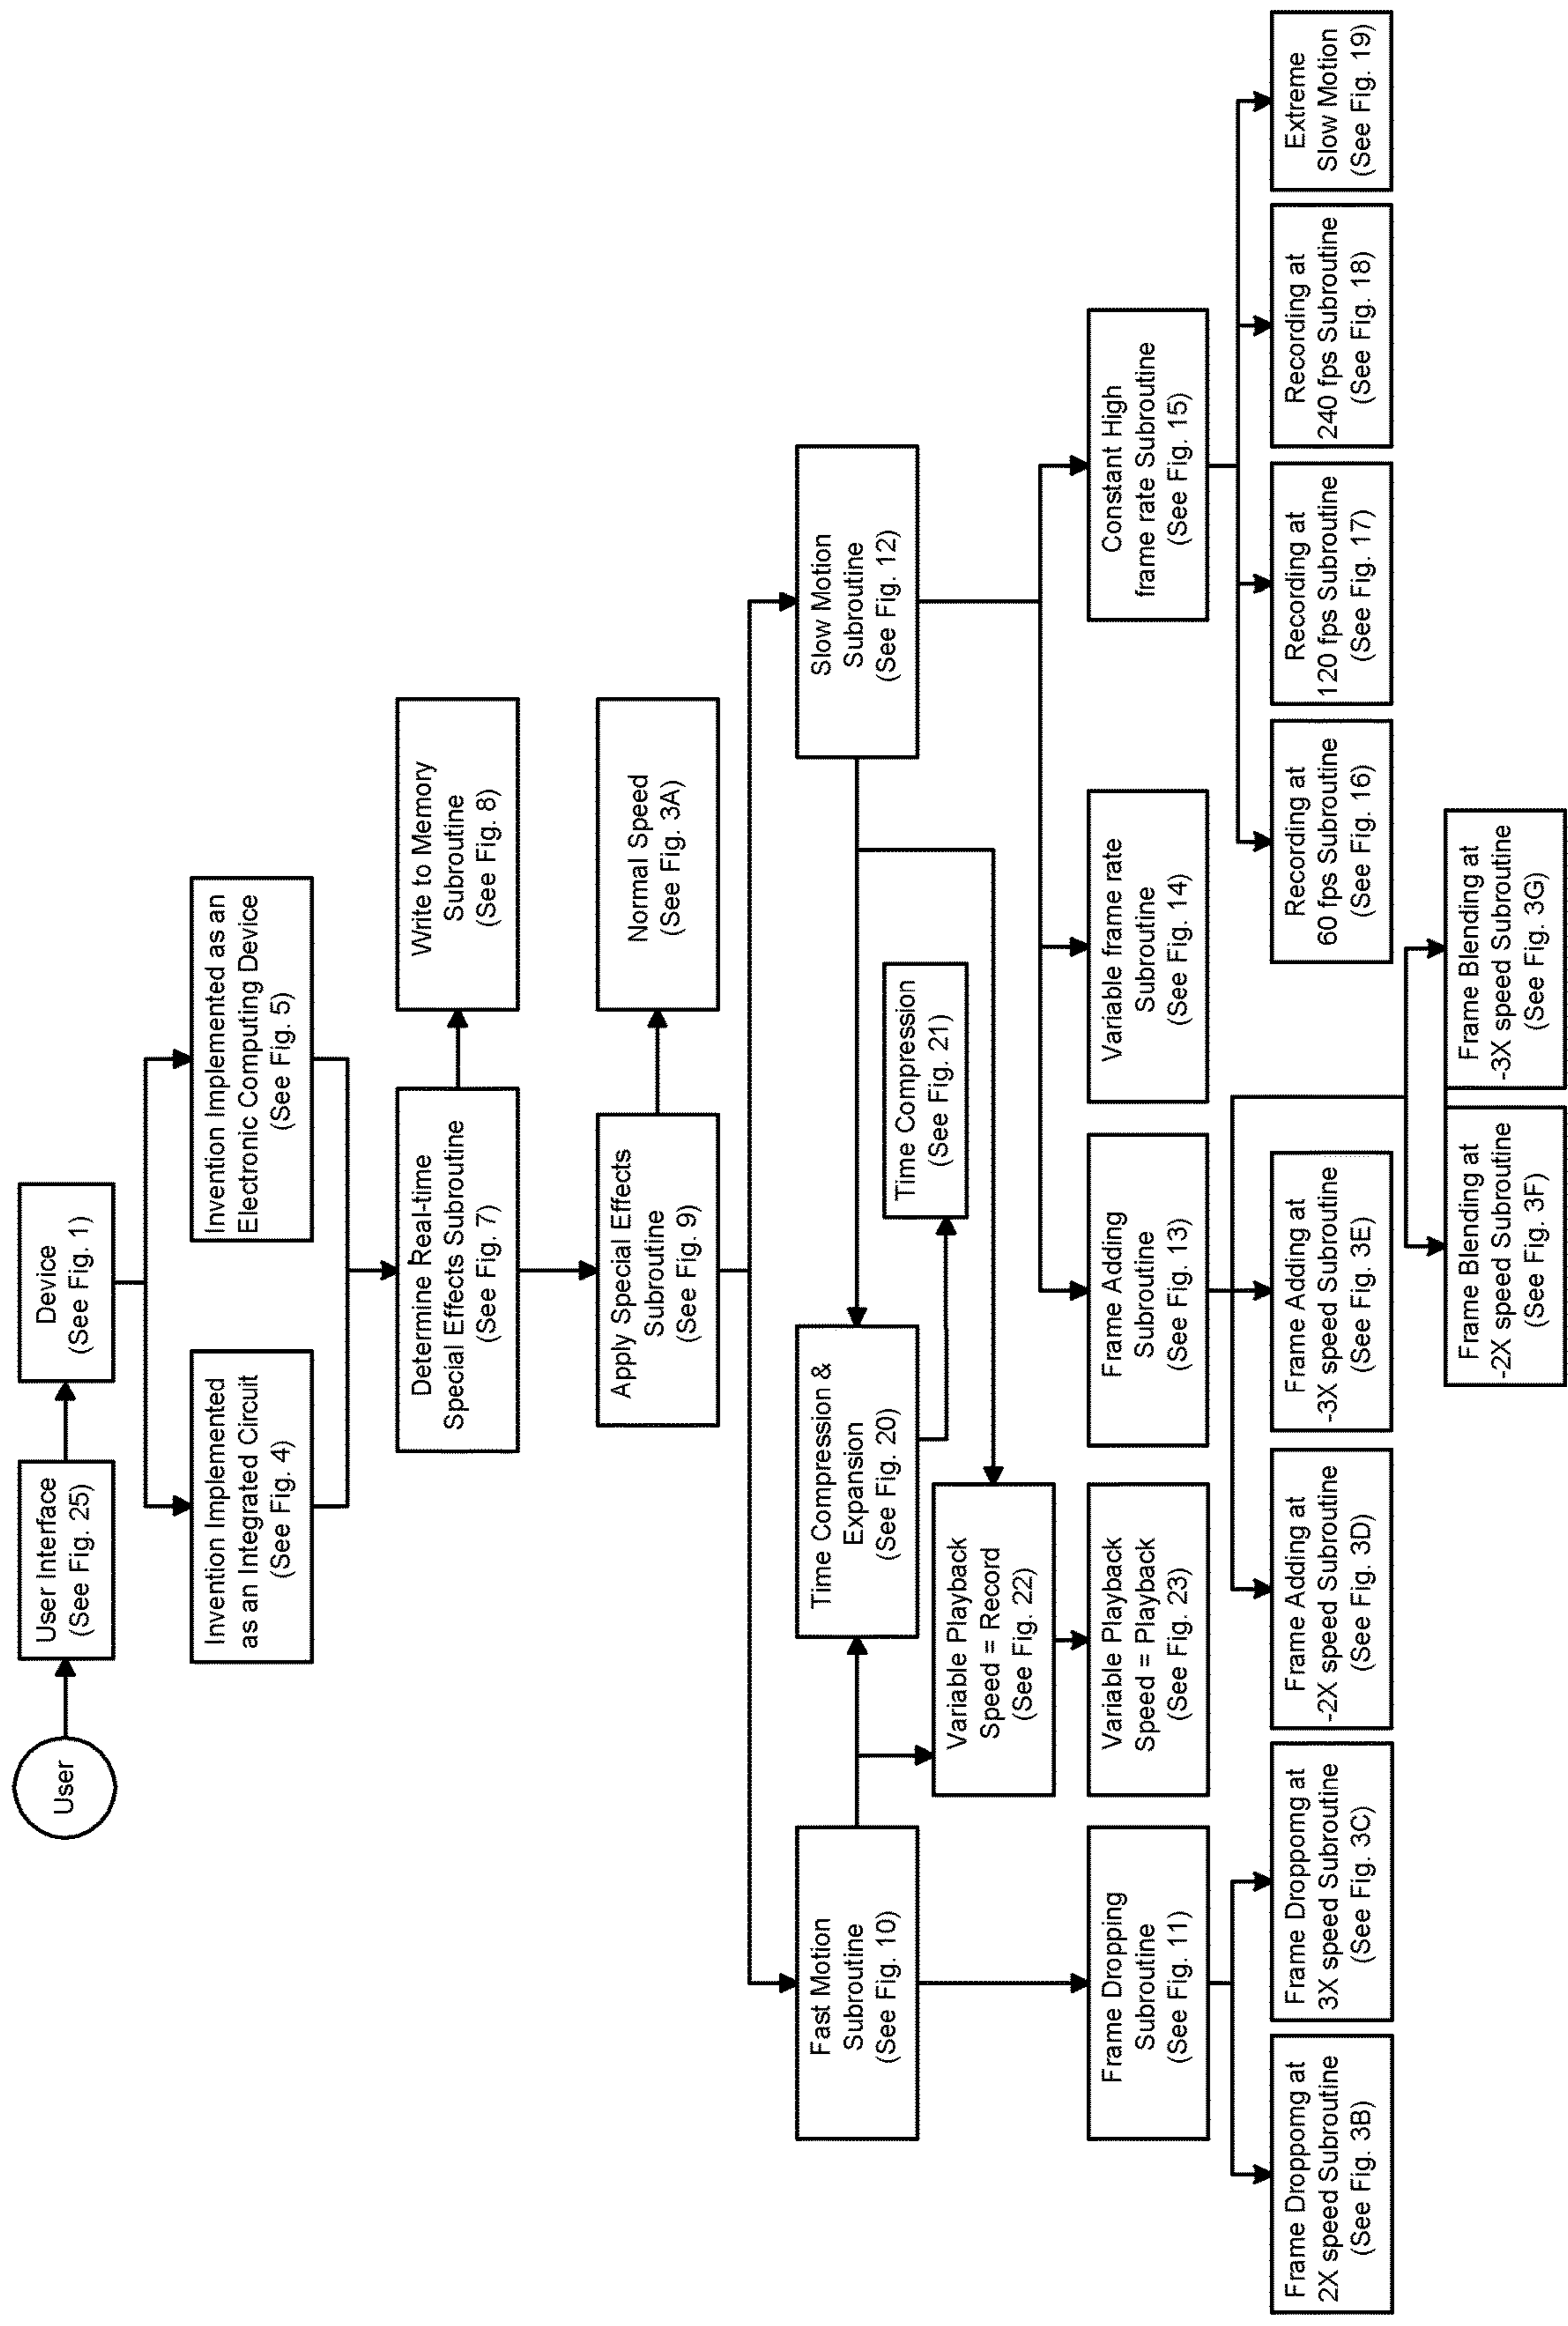 User
User Interface
(See Fig. 25)
Device
(See Fig. 1)
Invention Implemented
as an Integrated Circuit
(See Fig. 4)
Invention Implemented as an
Electronic Computing Device
(See Fig. 5)
Determine Real-time
Special Effects Subroutine
(See Fig. 7)
Write to Memory
Subroutine
(See Fig. 8)
Apply Special Effects
Subroutine
(See Fig. 9)
Normal Speed
(See Fig. 3A)
Fast Motion
Subroutine
(See Fig. 10)
Time Compression &
Expansion
(See Fig. 20)
Slow Motion
Subroutine
(See Fig. 12)
Time Compression
(See Fig. 21)
Variable Playback
Speed = Record
(See Fig. 22)
Frame Dropping
Subroutine
(See Fig. 11)
Variable Playback
Speed = Playback
(See Fig. 23)
Frame Adding
Subroutine
(See Fig. 13)
Variable frame rate
Subroutine
(See Fig. 14)
Constant High
frame rate Subroutine
(See Fig. 15)
Frame Droppomg at
2X speed Subroutine
(See Fig. 3B)
Frame Droppomg at
3X speed Subroutine
(See Fig. 3C)
Frame Adding at
-2X speed Subroutine
(See Fig. 3D)
Frame Adding at
-3X speed Subroutine
(See Fig. 3E)
Recording at
60 fps Subroutine
(See Fig. 16)
Recording at
120 fps Subroutine
(See Fig. 17)
Recording at
240 fps Subroutine
(See Fig. 18)
Extreme
Slow Motion
(See Fig. 19)
Frame Blending at
-2X speed Subroutine
(See Fig. 3F)
Frame Blending at
-3X speed Subroutine
(See Fig. 3G)